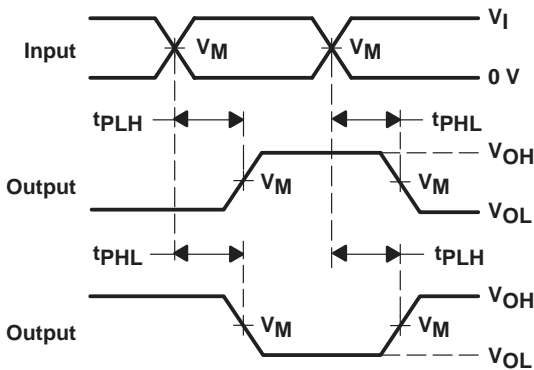 V_I
Input V_M V_M
0 V
t_PLH t_PHL
V_OH
Output V_M V_M
V_OL
t_PHL t_PLH
V_OH
Output V_M V_M
V_OL